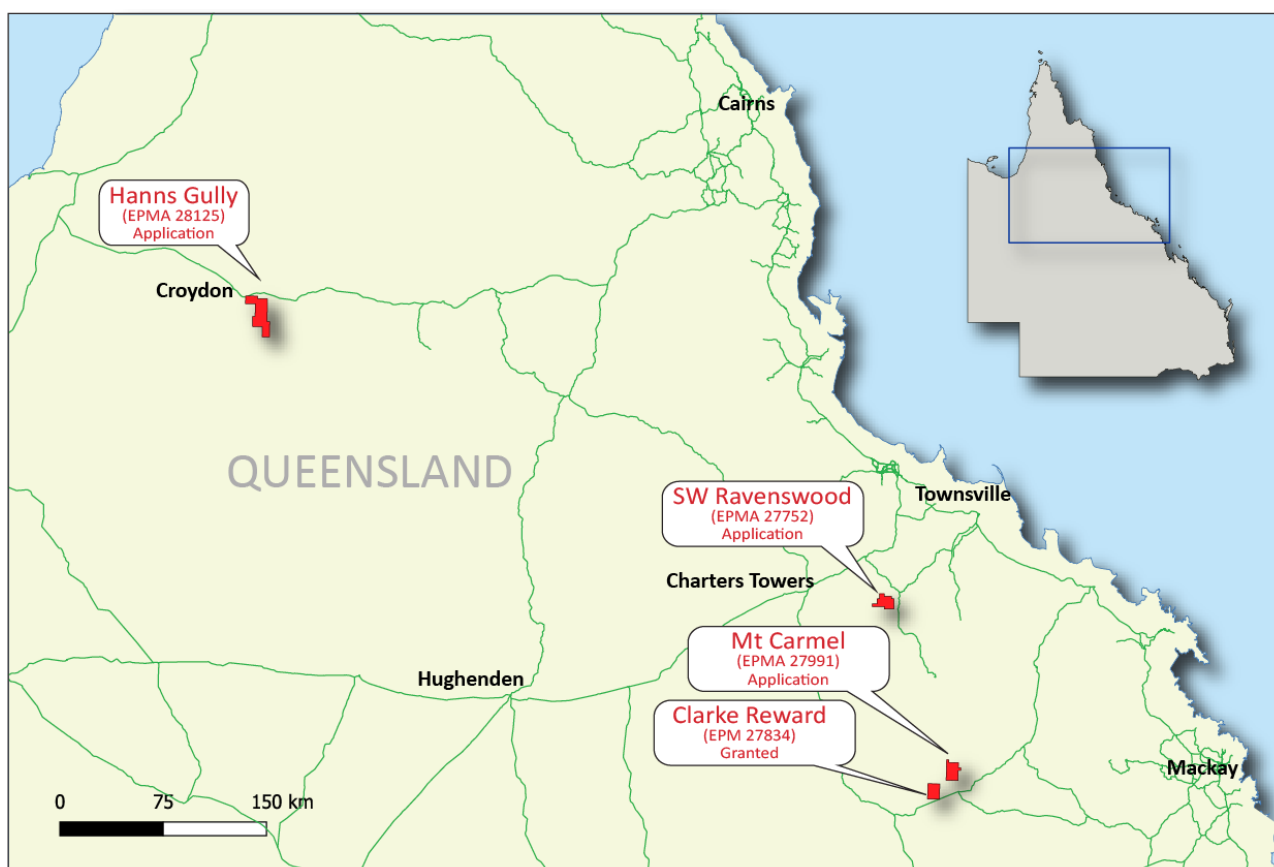 Cairns
Hanns Gully
(EPMA 28125)
Application
Croydon
QUEENSLAND
SW Ravenswood
(EPMA 27752)
Application
Townsville
Charters Towers
Mt Carmel
(EPMA 27991)
Application
Hughenden
Clarke Reward
(EPM 27834)
Granted
Mackay
0 75 150 km